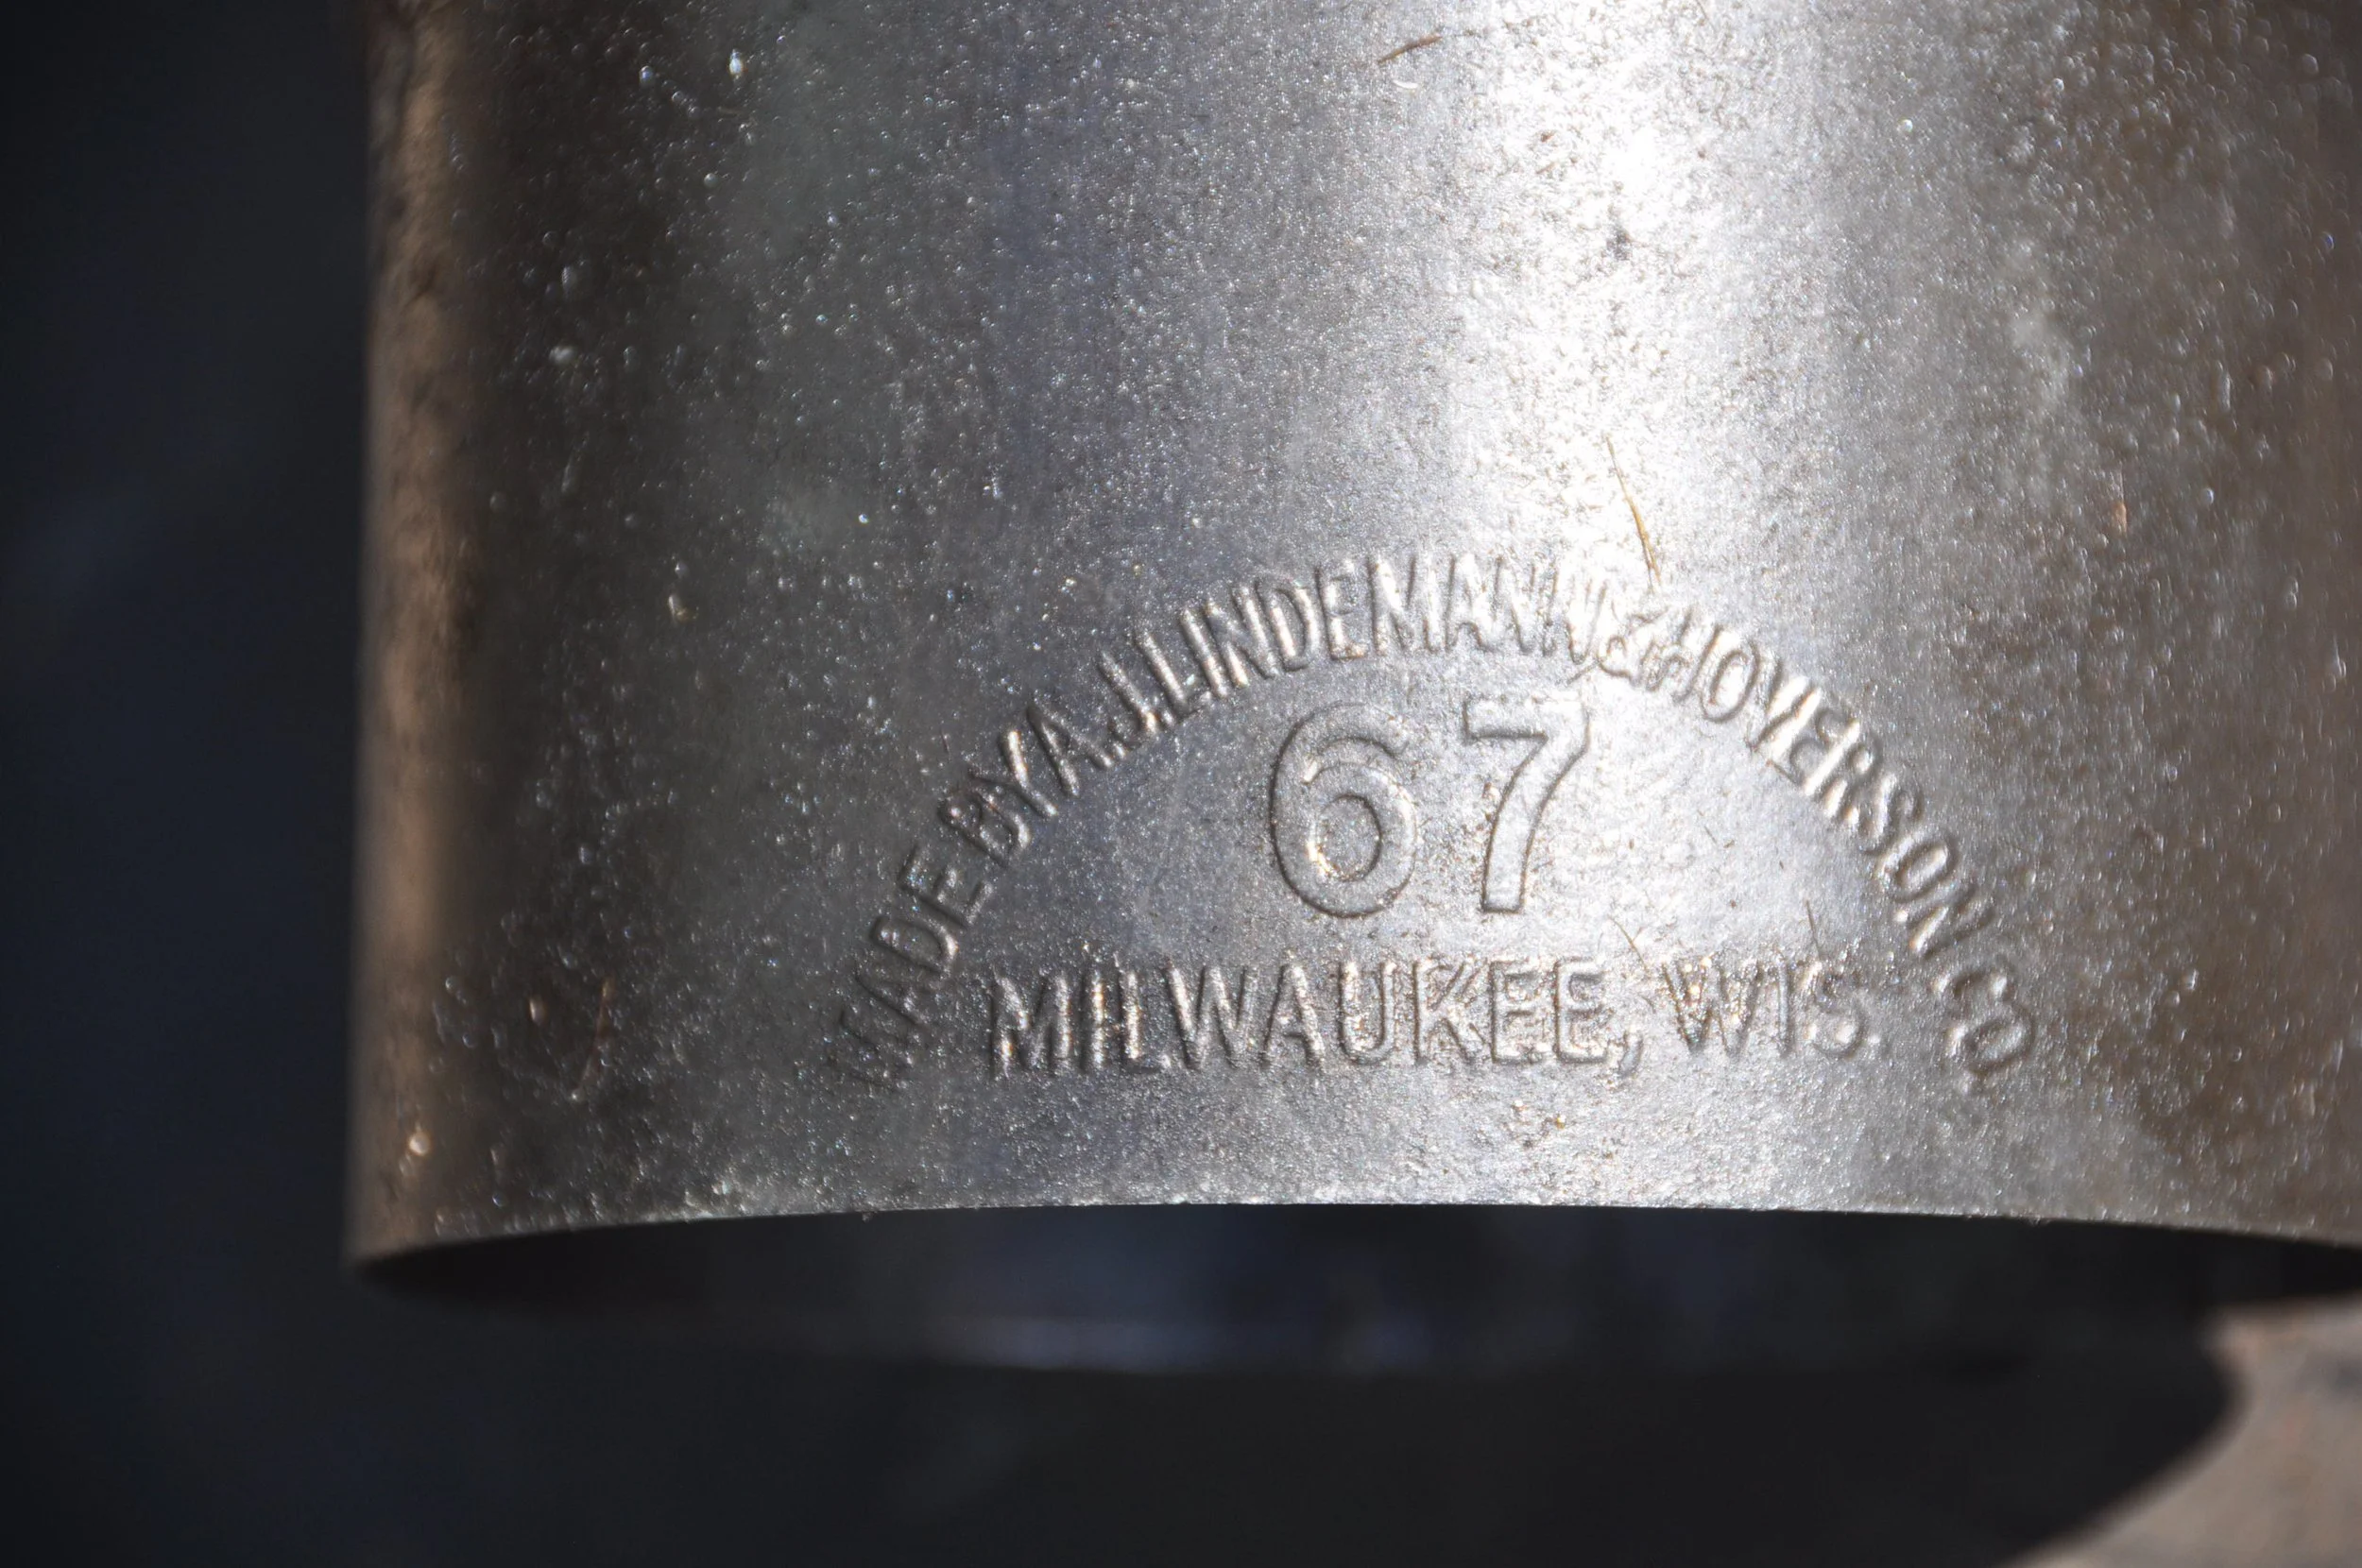 MADE BY A.J. LINDEMANN & HOVERSON CO.
67
MILWAUKEE, WIS.